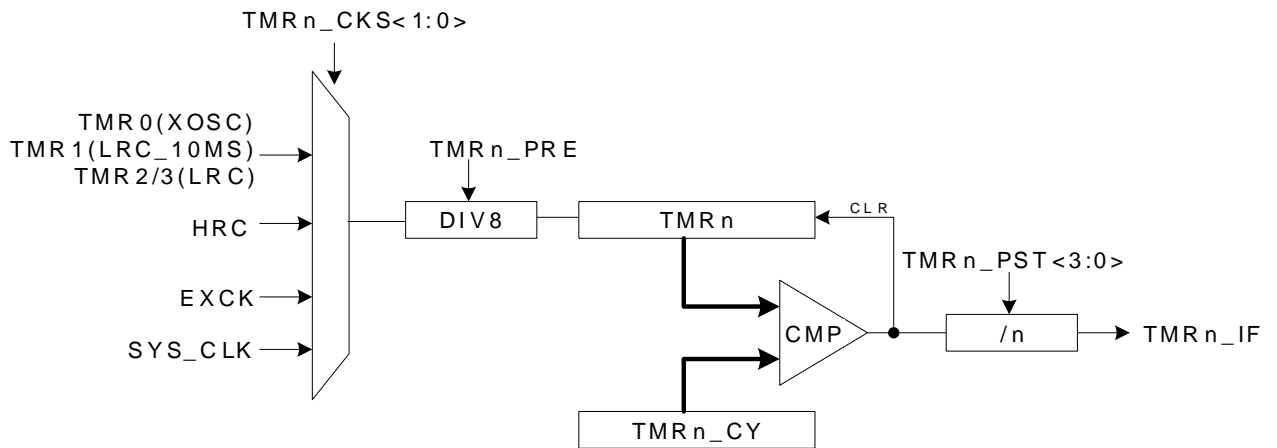 TMRn_CKS<1:0>
TMR0(XOSC)
TMR1(LRC_10MS)
TMR2/3(LRC)
HRC
EXCK
SYS_CLK
TMRn_PRE
DIV8
TMRn
CLR
TMRn_PST<3:0>
CMP
/n
TMRn_IF
TMRn_CY